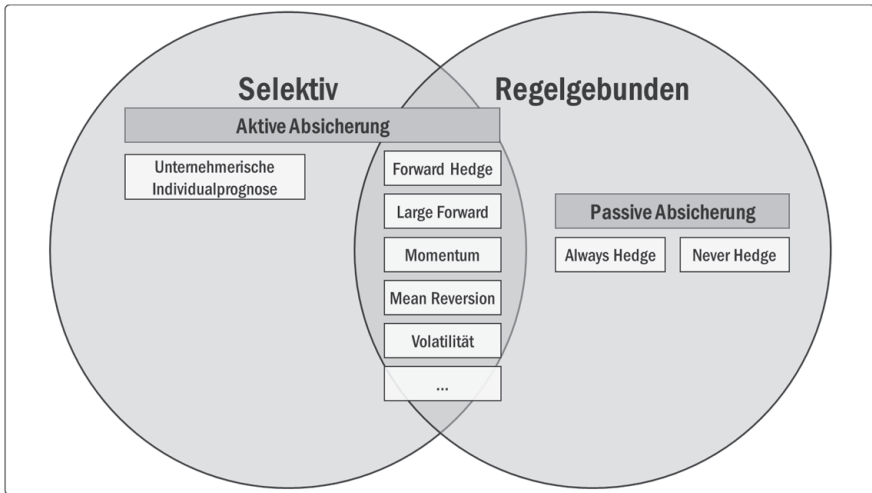 Selektiv
Regelgebunden
Aktive Absicherung
Unternehmerische
Individualprognose
Forward Hedge
Large Forward
Momentum
Mean Reversion
Volatilität
...
Passive Absicherung
Always Hedge
Never Hedge